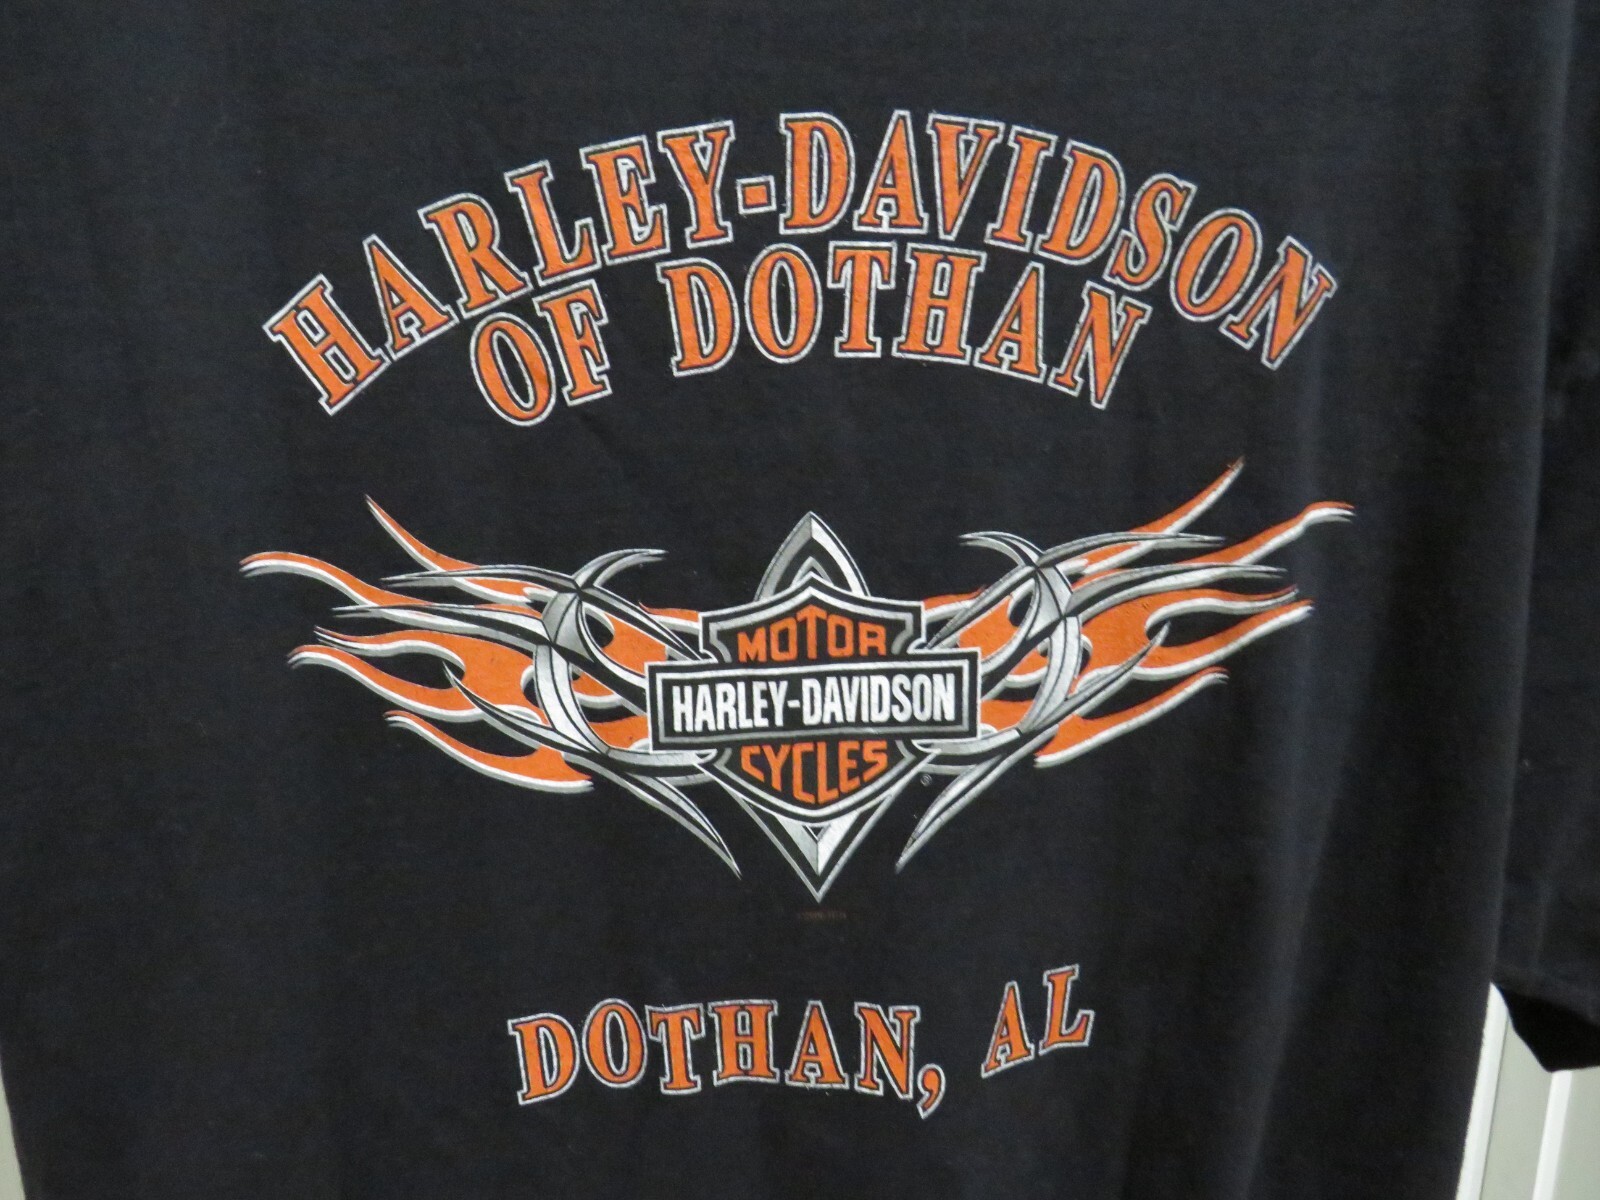 HARLEY-DAVIDSON
OF DOTHAN
MOTOR
HARLEY-DAVIDSON
CYCLES
®
DOTHAN, AL